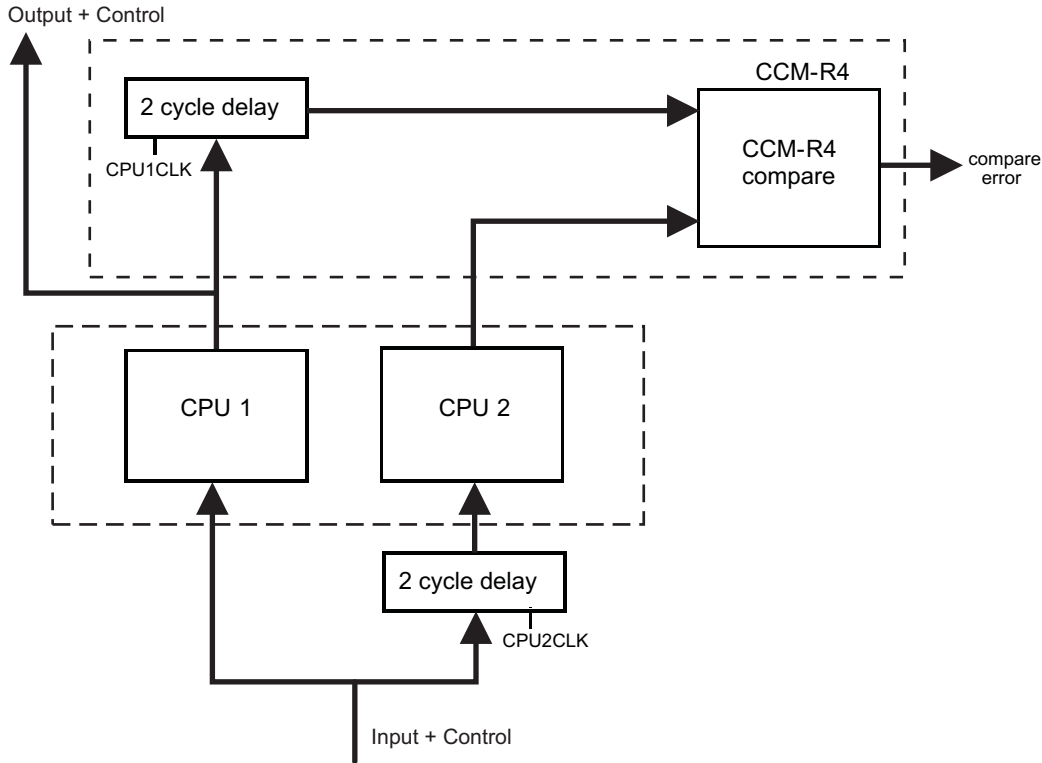 Output + Control
CCM-R4
2 cycle delay
CPU1CLK
CCM-R4
compare
compare
error
CPU 1
CPU 2
2 cycle delay
CPU2CLK
Input + Control